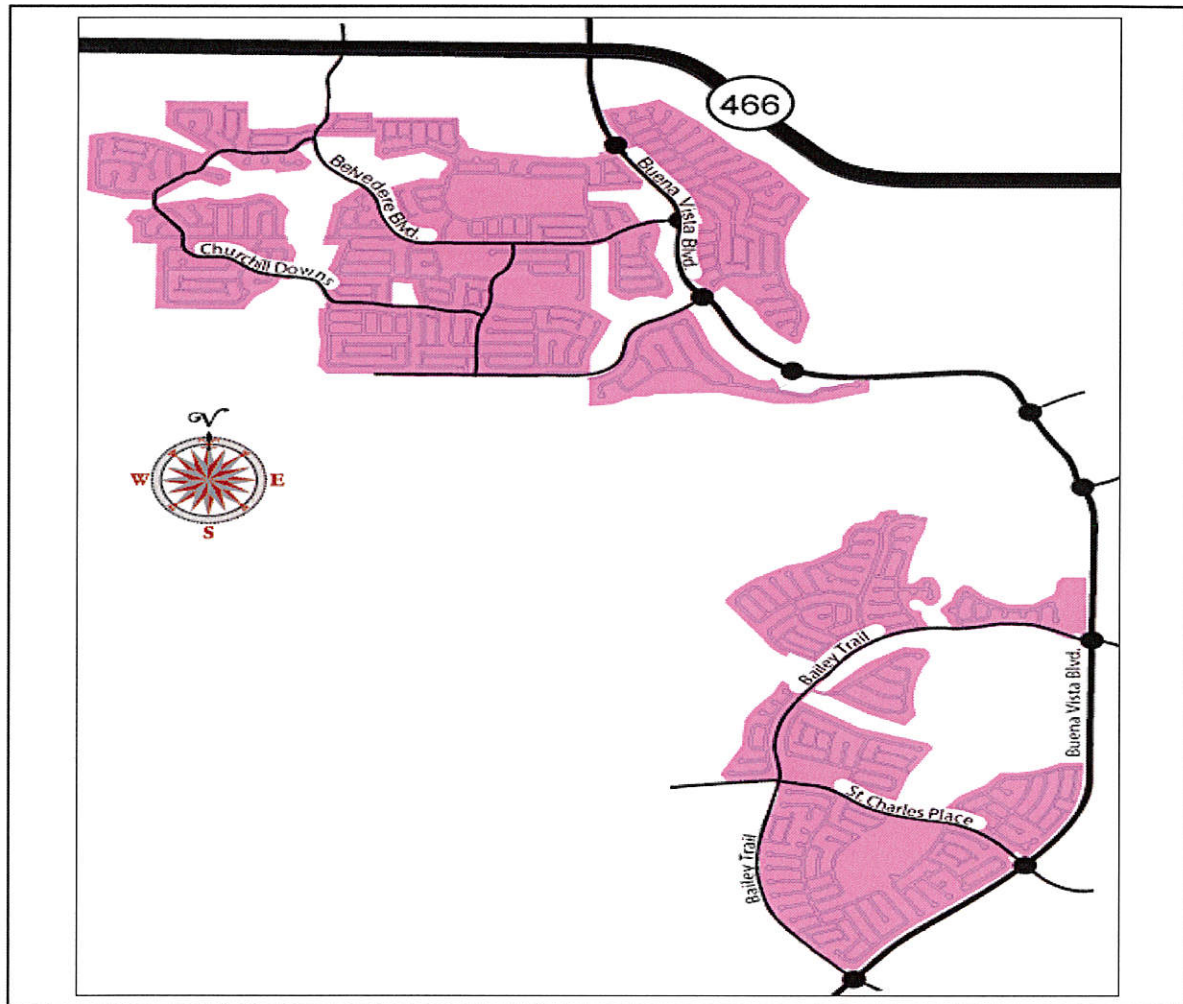 466
Belvedere Blvd.
Buena Vista Blvd.
Churchill Downs
N
W
E
S
Bailey Trail
Buena Vista Blvd.
St. Charles Place
Bailey Trail